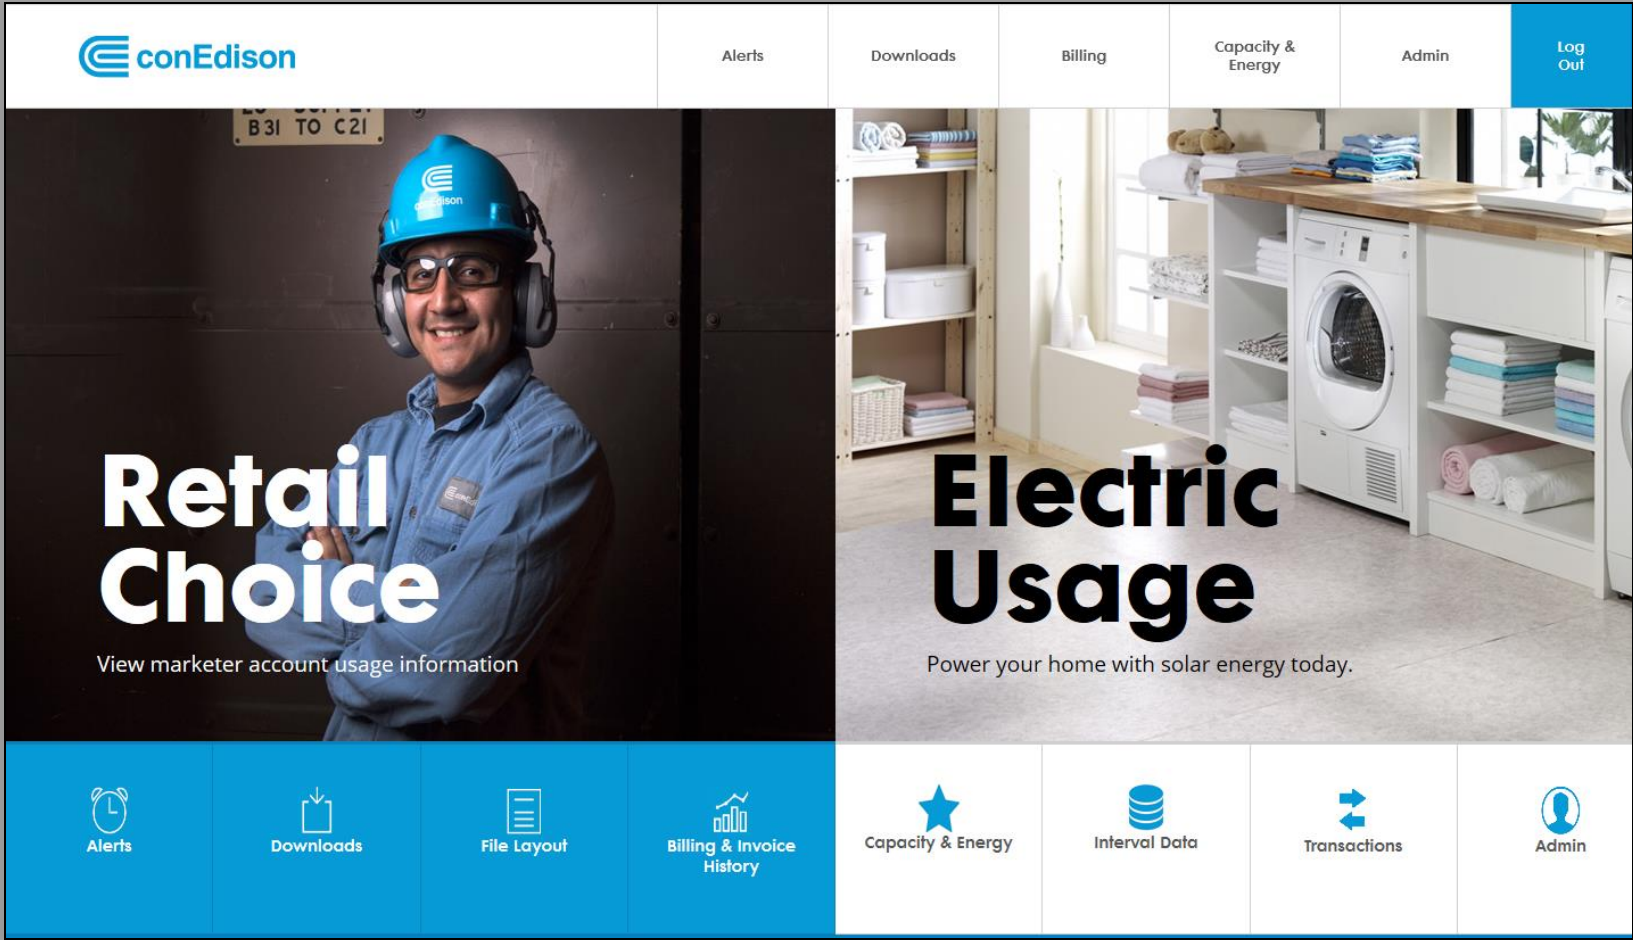 conEdison
Alerts
Downloads
Billing
Capacity &
Energy
Admin
Log
Out
B31 TO C21
conEdison
Retail
Choice
View marketer account usage information
Electric
Usage
Power your home with solar energy today.
Alerts
Downloads
File Layout
Billing & Invoice
History
Capacity & Energy
Interval Data
Transactions
Admin